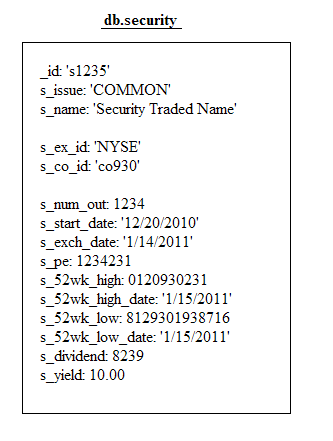 db.security
_id: 's1235'
s_issue: 'COMMON'
s_name: 'Security Traded Name'
s_ex_id: 'NYSE'
s_co_id: 'co930'
s_num_out: 1234
s_start_date: '12/20/2010'
s_exch_date: '1/14/2011'
s_pe: 1234231
s_52wk_high: 0120930231
s_52wk_high_date: '1/15/2011'
s_52wk_low: 8129301938716
s_52wk_low_date: '1/15/2011'
s_dividend: 8239
s_yield: 10.00